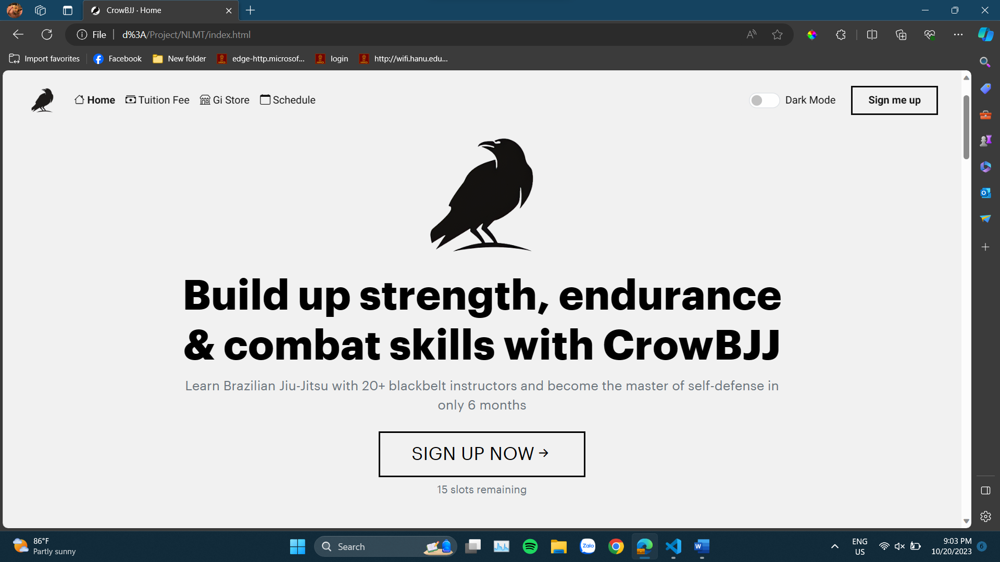 CrowBJJ · Home
File
d%3A/Project/NLMT/index.html
Import favorites
Facebook
New folder
edge-http.microsof...
login
http://wifi.hanu.edu...
Home
Tuition Fee
Gi Store
Schedule
Dark Mode
Sign me up
Build up strength, endurance
& combat skills with CrowBJJ
Learn Brazilian Jiu-Jitsu with 20+ blackbelt instructors and become the master of self-defense in
only 6 months
SIGN UP NOW →
15 slots remaining
86°F
Partly sunny
Search
Zalo
ENG
US
9:03 PM
10/20/2023
6